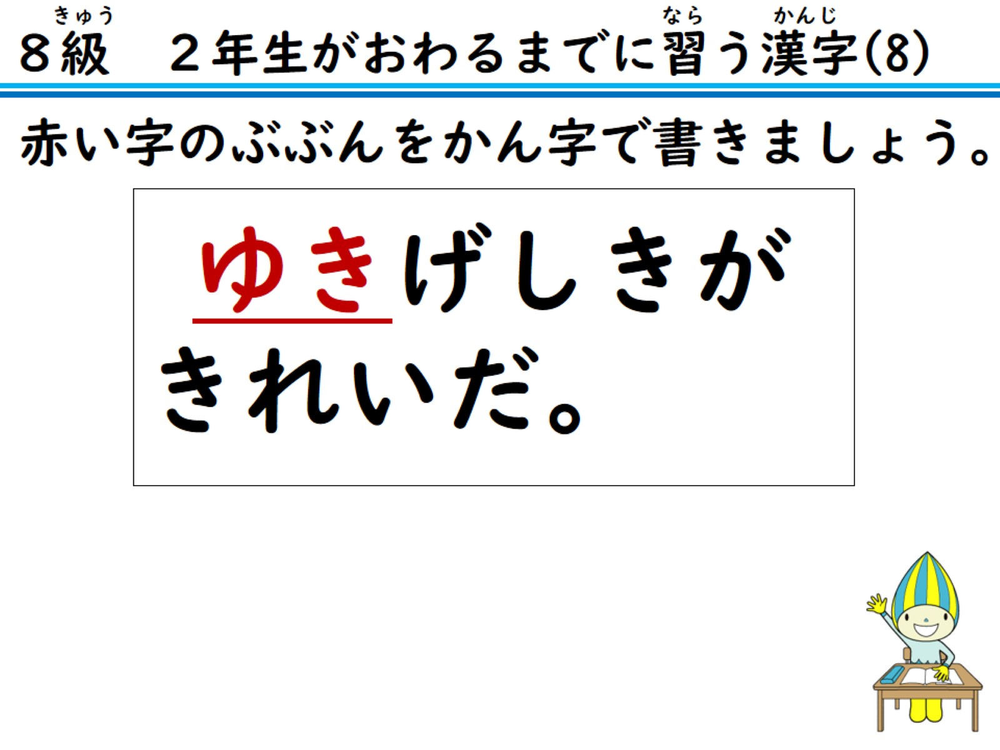 きゅう なら かんじ
８級　２年生がおわるまでに習う漢字(8)
赤い字のぶぶんをかん字で書きましょう。
ゆきげしきが
きれいだ。